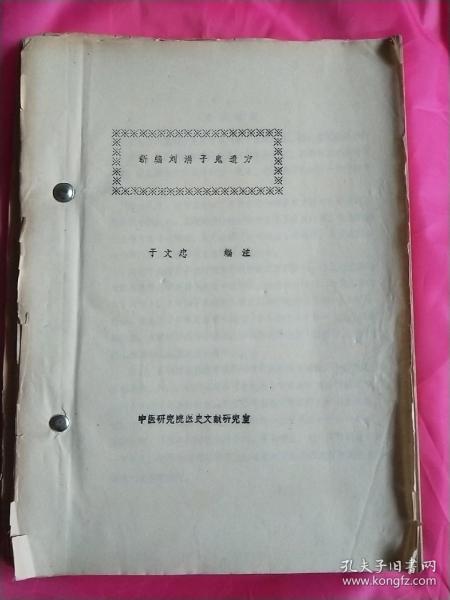 新编刘涓子鬼遗方
于文忠 编注
中医研究院医史文献研究室
孔夫子旧书网
www.kongfz.com